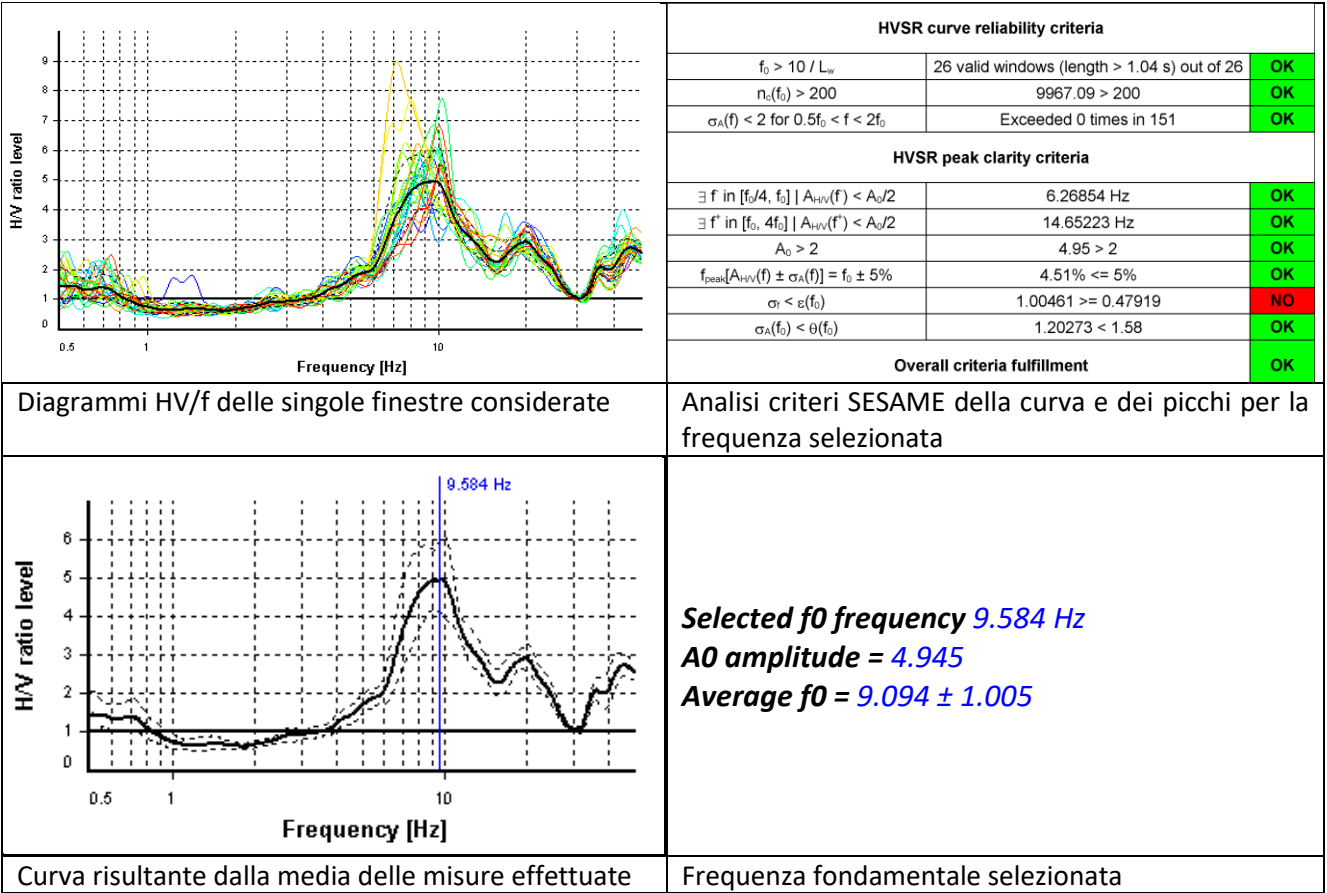 H/V ratio level
9
8
7
6
5
4
3
2
1
0
0.5 1 10
Frequency [Hz]
HVSR curve reliability criteria
f₀ > 10 / Lw 26 valid windows (length > 1.04 s) out of 26 OK
nc(f₀) > 200 9967.09 > 200 OK
σA(f) < 2 for 0.5f₀ < f < 2f₀ Exceeded 0 times in 151 OK
HVSR peak clarity criteria
∃ f⁻ in [f₀/4, f₀] | AH/V(f⁻) < A₀/2 6.26854 Hz OK
∃ f⁺ in [f₀, 4f₀] | AH/V(f⁺) < A₀/2 14.65223 Hz OK
A₀ > 2 4.95 > 2 OK
fpeak[AH/V(f) ± σA(f)] = f₀ ± 5% 4.51% <= 5% OK
σf < ε(f₀) 1.00461 >= 0.47919 NO
σA(f₀) < θ(f₀) 1.20273 < 1.58 OK
Overall criteria fulfillment OK
Diagrammi HV/f delle singole finestre considerate
Analisi criteri SESAME della curva e dei picchi per la
frequenza selezionata
9.584 Hz
H/V ratio level
6
5
4
3
2
1
0
0.5 1 10
Frequency [Hz]
Selected f0 frequency 9.584 Hz
A0 amplitude = 4.945
Average f0 = 9.094 ± 1.005
Curva risultante dalla media delle misure effettuate
Frequenza fondamentale selezionata